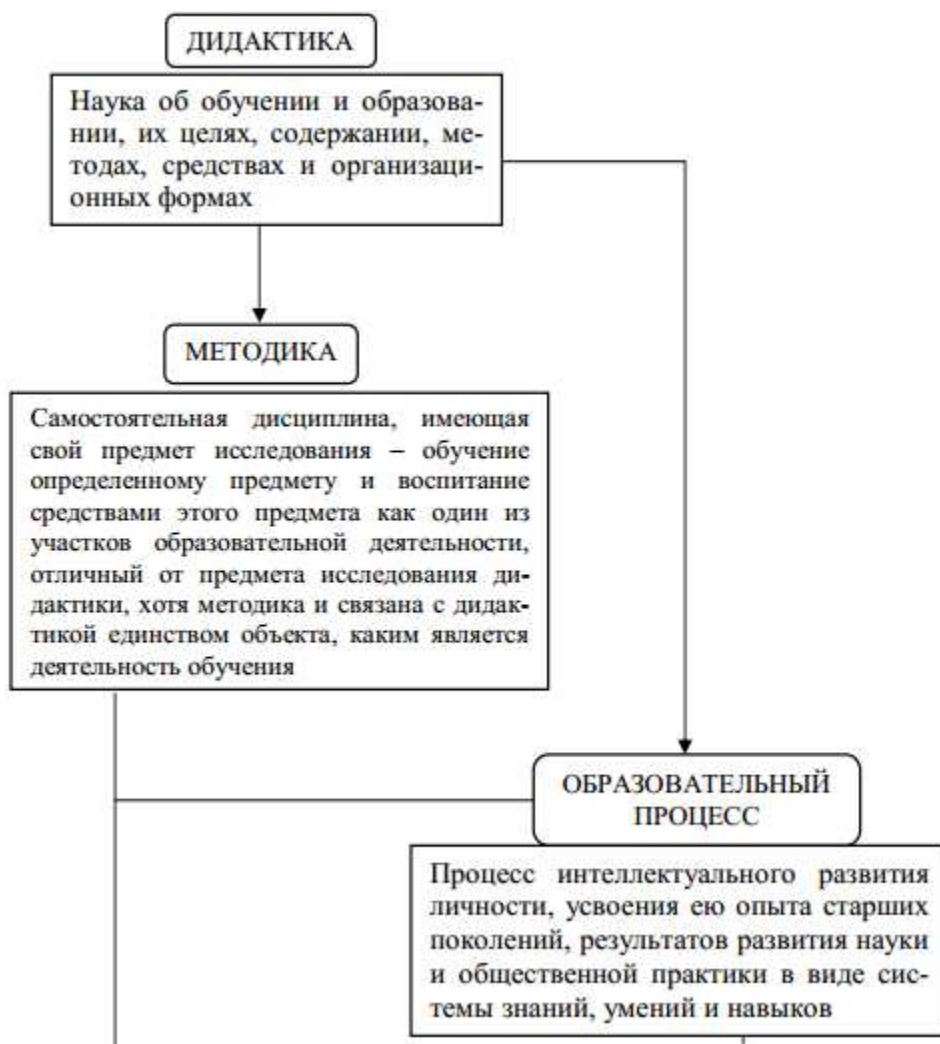 ДИДАКТИКА
Наука об обучении и образова-
нии, их целях, содержании, ме-
тодах, средствах и организаци-
онных формах
МЕТОДИКА
Самостоятельная дисциплина, имеющая
свой предмет исследования – обучение
определенному предмету и воспитание
средствами этого предмета как один из
участков образовательной деятельности,
отличный от предмета исследования ди-
дактики, хотя методика и связана с дидак-
тикой единством объекта, каким является
деятельность обучения
ОБРАЗОВАТЕЛЬНЫЙ
ПРОЦЕСС
Процесс интеллектуального развития
личности, усвоения ею опыта старших
поколений, результатов развития науки
и общественной практики в виде сис-
темы знаний, умений и навыков